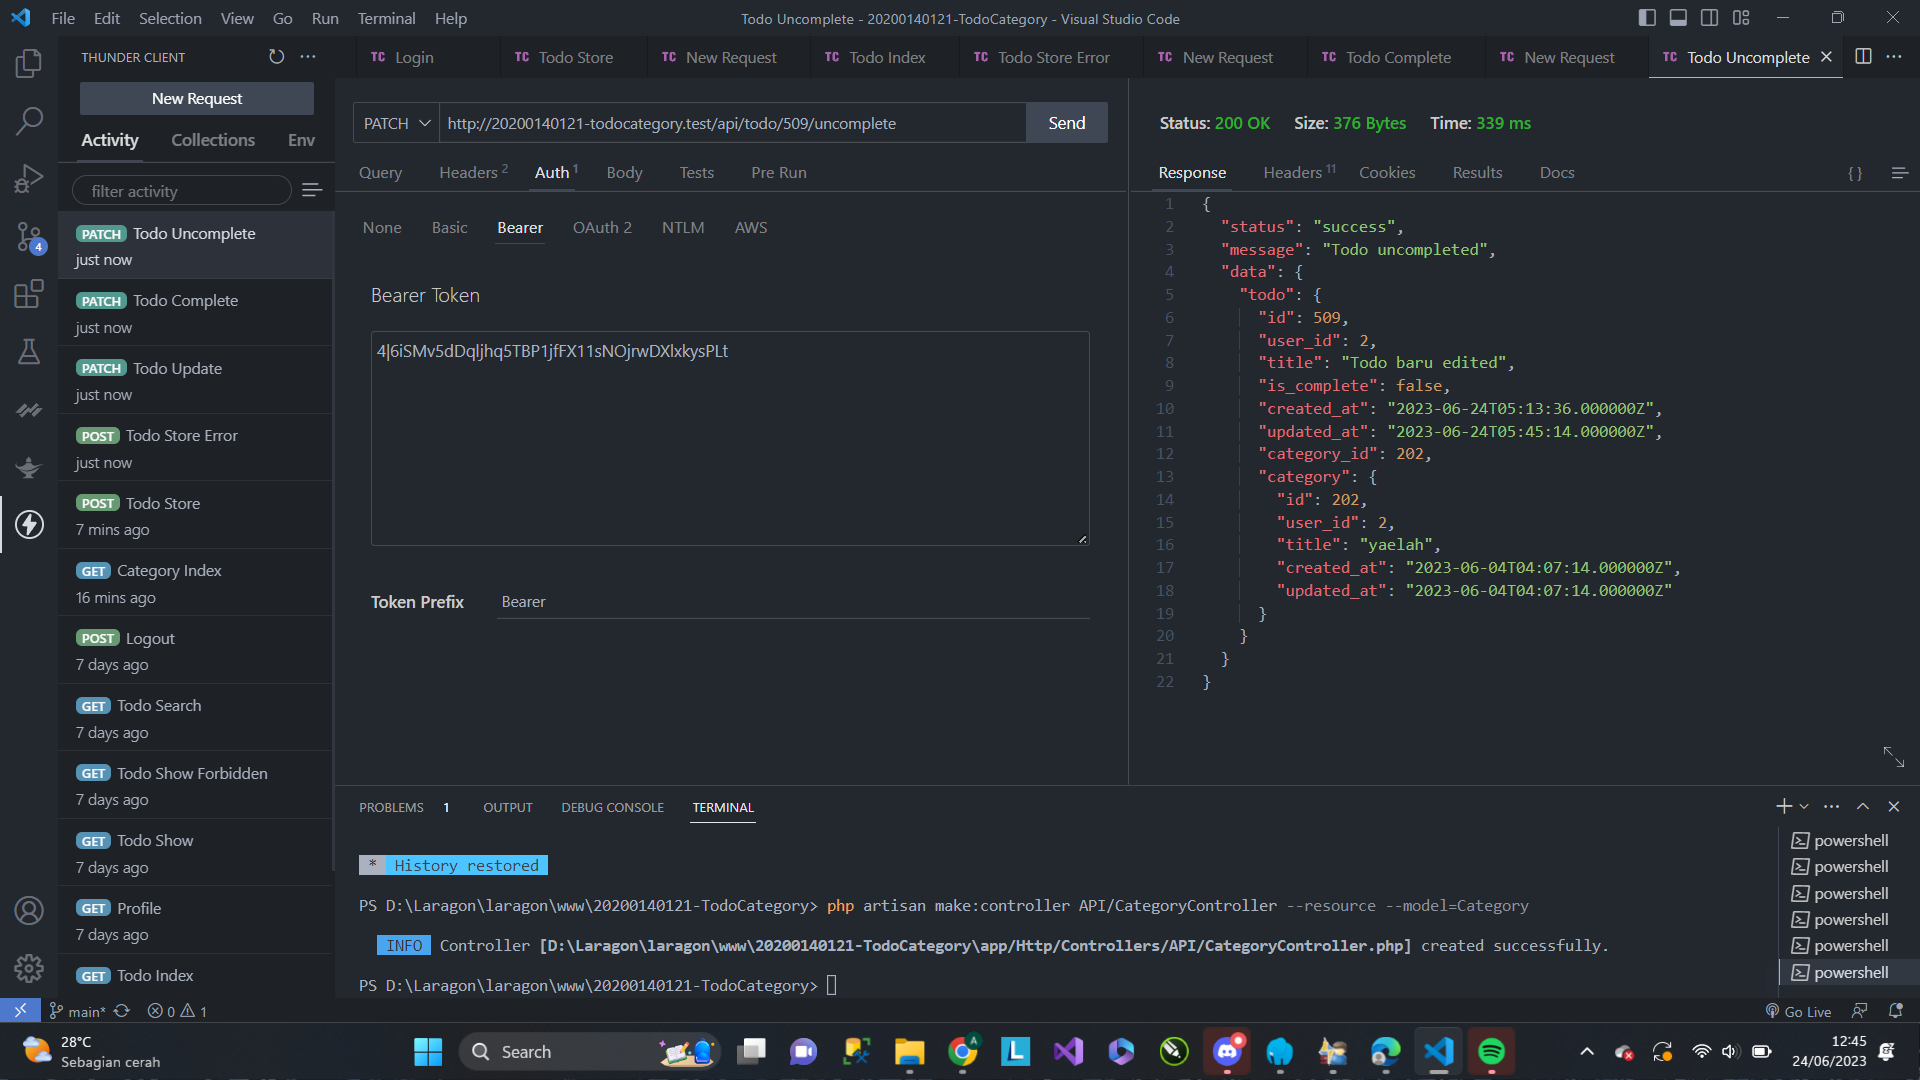 File Edit Selection View Go Run Terminal Help
Todo Uncomplete - 20200140121-TodoCategory - Visual Studio Code
THUNDER CLIENT
New Request
Activity Collections Env
filter activity
PATCH Todo Uncomplete
just now
PATCH Todo Complete
just now
PATCH Todo Update
just now
POST Todo Store Error
just now
POST Todo Store
7 mins ago
GET Category Index
16 mins ago
POST Logout
7 days ago
GET Todo Search
7 days ago
GET Todo Show Forbidden
7 days ago
GET Todo Show
7 days ago
GET Profile
7 days ago
GET Todo Index
4
TC Login TC Todo Store TC New Request TC Todo Index TC Todo Store Error TC New Request TC Todo Complete TC New Request TC Todo Uncomplete
PATCH http://20200140121-todocategory.test/api/todo/509/uncomplete Send
Query Headers 2 Auth 1 Body Tests Pre Run
None Basic Bearer OAuth 2 NTLM AWS
Bearer Token
4|6iSMv5dDqljhq5TBP1jfFX11sNOjrwDXlxkysPLt
Token Prefix Bearer
Status: 200 OK Size: 376 Bytes Time: 339 ms
Response Headers 11 Cookies Results Docs { }
1 {
2 "status": "success",
3 "message": "Todo uncompleted",
4 "data": {
5 "todo": {
6 "id": 509,
7 "user_id": 2,
8 "title": "Todo baru edited",
9 "is_complete": false,
10 "created_at": "2023-06-24T05:13:36.000000Z",
11 "updated_at": "2023-06-24T05:45:14.000000Z",
12 "category_id": 202,
13 "category": {
14 "id": 202,
15 "user_id": 2,
16 "title": "yaelah",
17 "created_at": "2023-06-04T04:07:14.000000Z",
18 "updated_at": "2023-06-04T04:07:14.000000Z"
19 }
20 }
21 }
22 }
PROBLEMS 1 OUTPUT DEBUG CONSOLE TERMINAL
* History restored
PS D:\Laragon\laragon\www\20200140121-TodoCategory> php artisan make:controller API/CategoryController --resource --model=Category
INFO Controller [D:\Laragon\laragon\www\20200140121-TodoCategory\app/Http/Controllers/API/CategoryController.php] created successfully.
PS D:\Laragon\laragon\www\20200140121-TodoCategory>
powershell
powershell
powershell
powershell
powershell
powershell
main* 0 1 Go Live
28°C
Sebagian cerah
Search
12:45
24/06/2023